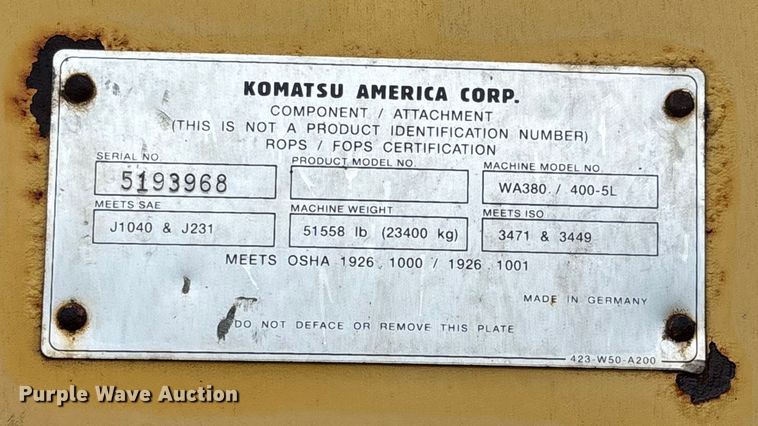 KOMATSU AMERICA CORP.
COMPONENT / ATTACHMENT
(THIS IS NOT A PRODUCT IDENTIFICATION NUMBER)
ROPS / FOPS CERTIFICATION
SERIAL NO. PRODUCT MODEL NO. MACHINE MODEL NO.
5193968 WA380 / 400-5L
MEETS SAE MACHINE WEIGHT MEETS ISO
J1040 & J231 51558 lb (23400 kg) 3471 & 3449
MEETS OSHA 1926.1000 / 1926.1001
MADE IN GERMANY
DO NOT DEFACE OR REMOVE THIS PLATE
423-W50-A200
Purple Wave Auction